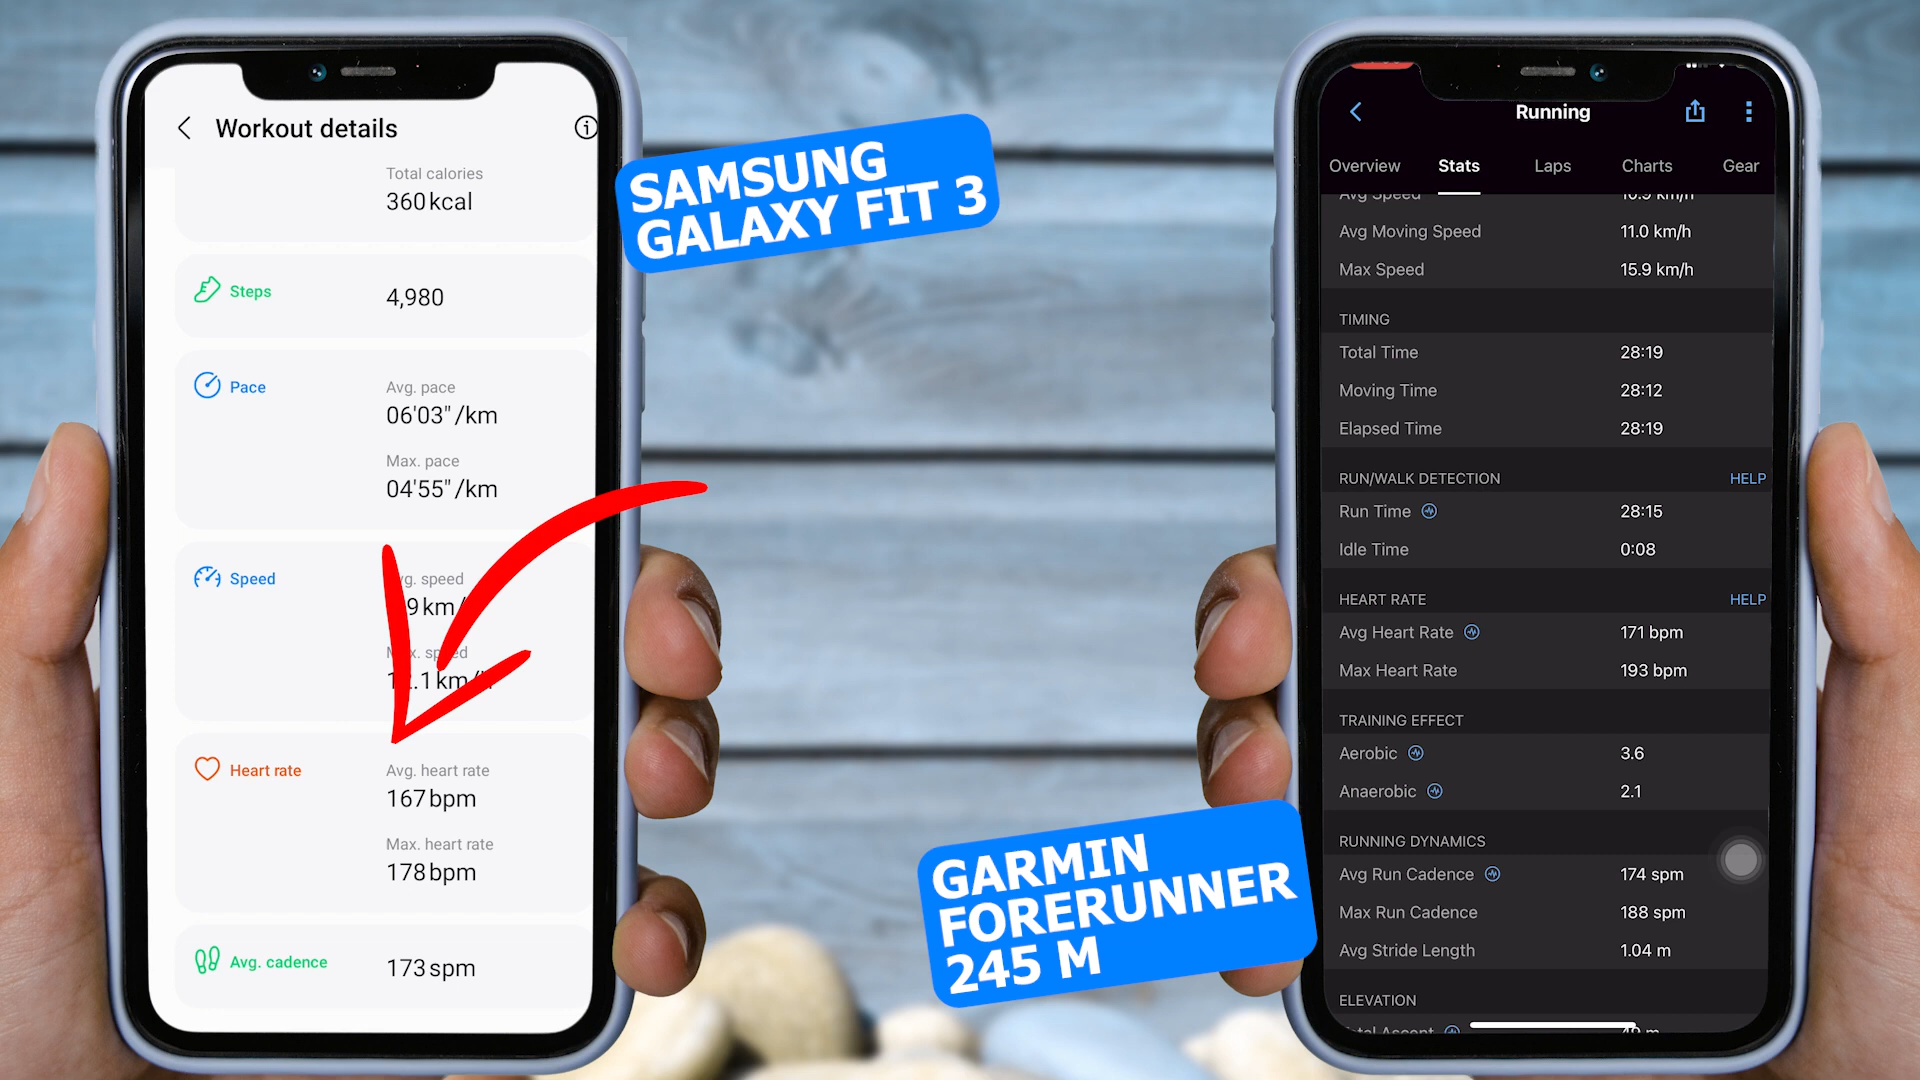 Workout details
Total calories
360 kcal
Steps
4,980
Pace
Avg. pace
06'03" /km
Max. pace
04'55" /km
Speed
speed
Heart rate
Avg. heart rate
167 bpm
Max. heart rate
178 bpm
Avg. cadence
173 spm
SAMSUNG
GALAXY FIT 3
GARMIN
FORERUNNER
245 M
Running
Overview
Stats
Laps
Charts
Gear
Avg Speed
10.9 km/h
Avg Moving Speed
11.0 km/h
Max Speed
15.9 km/h
TIMING
Total Time
28:19
Moving Time
28:12
Elapsed Time
28:19
RUN/WALK DETECTION
HELP
Run Time
28:15
Idle Time
0:08
HEART RATE
HELP
Avg Heart Rate
171 bpm
Max Heart Rate
193 bpm
TRAINING EFFECT
Aerobic
3.6
Anaerobic
2.1
RUNNING DYNAMICS
Avg Run Cadence
174 spm
Max Run Cadence
188 spm
Avg Stride Length
1.04 m
ELEVATION